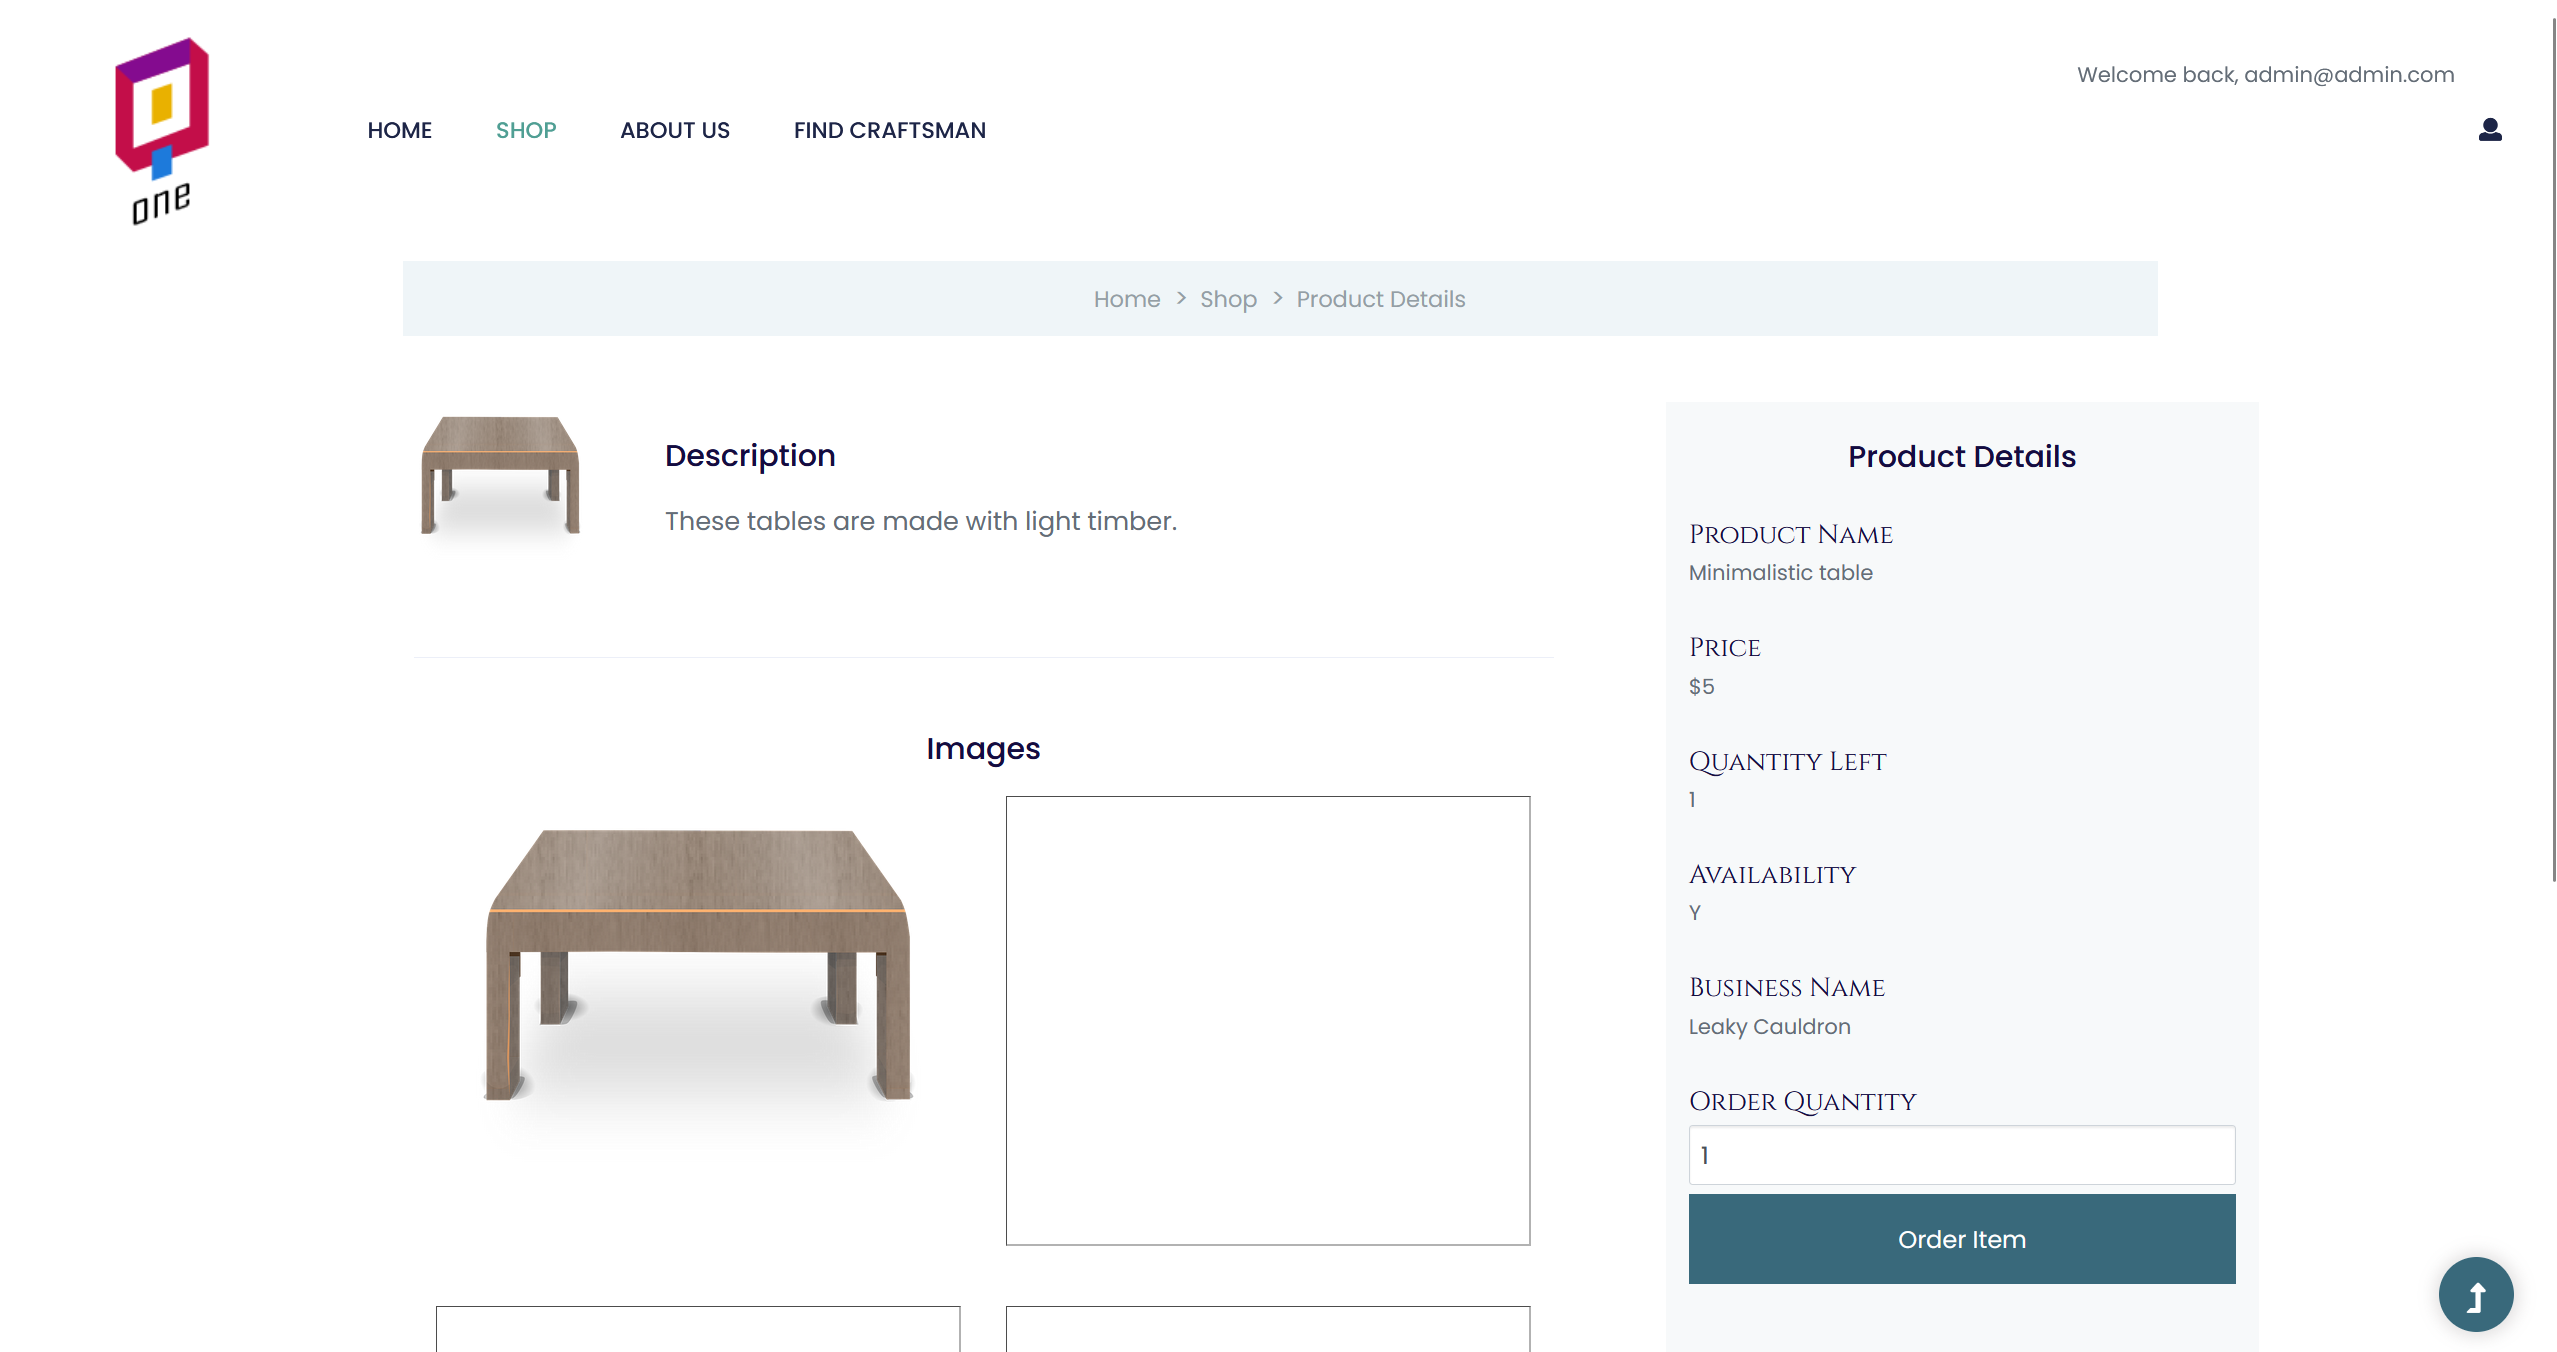 one
Welcome back, admin@admin.com
HOME
SHOP
ABOUT US
FIND CRAFTSMAN
Home > Shop > Product Details
Description
These tables are made with light timber.
Images
Product Details
Product Name
Minimalistic table
Price
$5
Quantity Left
1
Availability
Y
Business Name
Leaky Cauldron
Order Quantity
1
Order Item